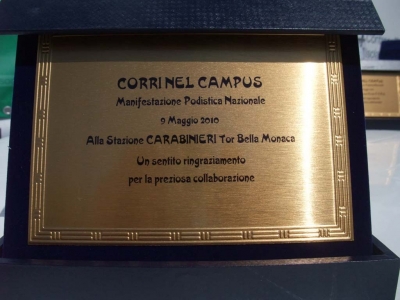 CORRI NEL CAMPUS
Manifestazione Podistica Nazionale
9 Maggio 2010
Alla Stazione CARABINIERI Tor Bella Monaca
Un sentito ringraziamento
per la preziosa collaborazione